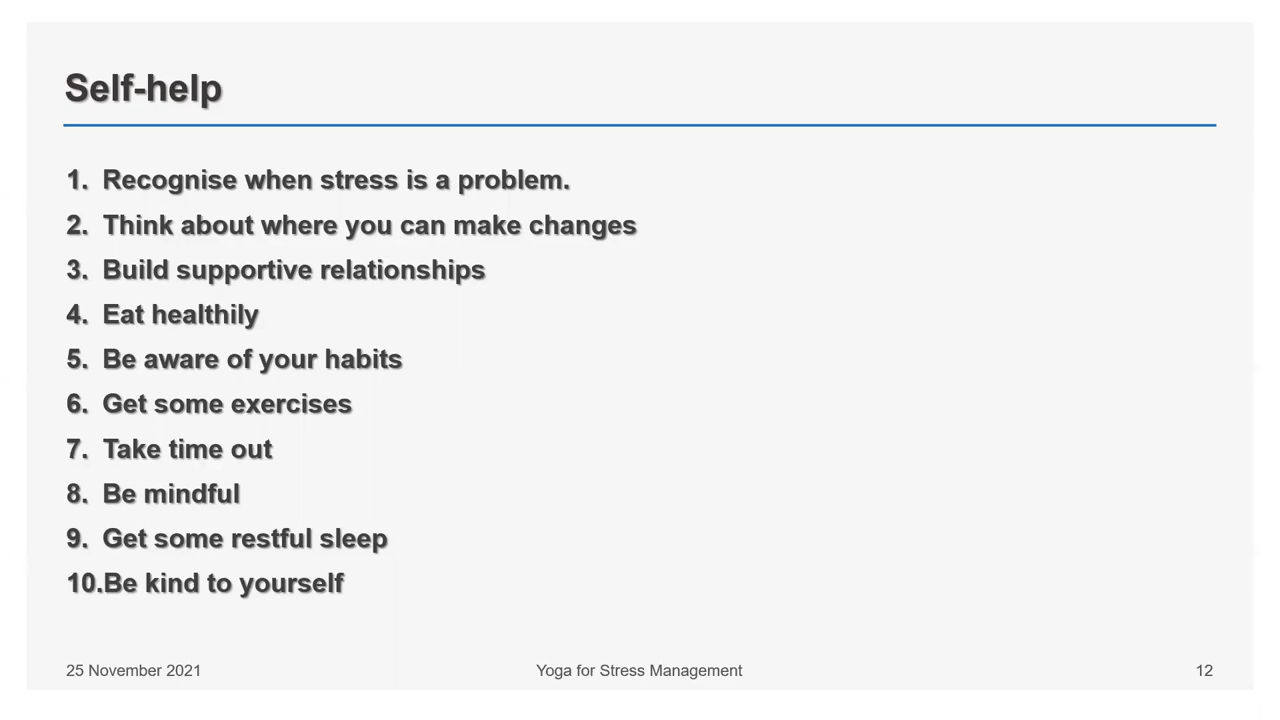 Self-help
1. Recognise when stress is a problem.
2. Think about where you can make changes
3. Build supportive relationships
4. Eat healthily
5. Be aware of your habits
6. Get some exercises
7. Take time out
8. Be mindful
9. Get some restful sleep
10.Be kind to yourself
25 November 2021 Yoga for Stress Management 12